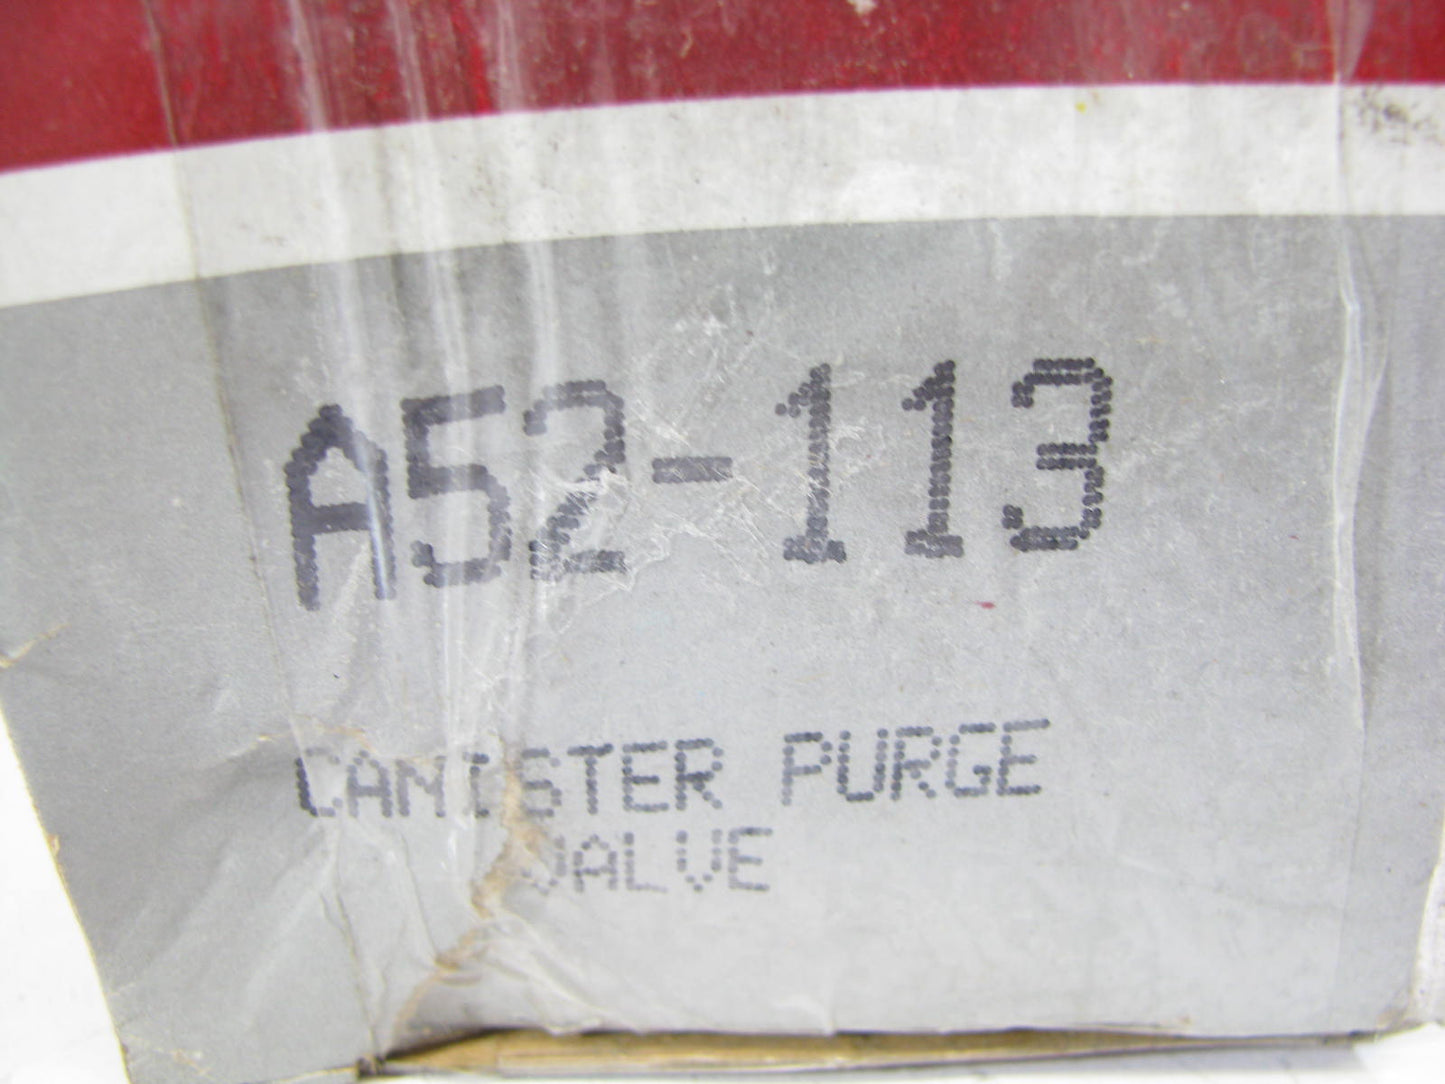 A52-113
CANISTER PURGE
VALVE